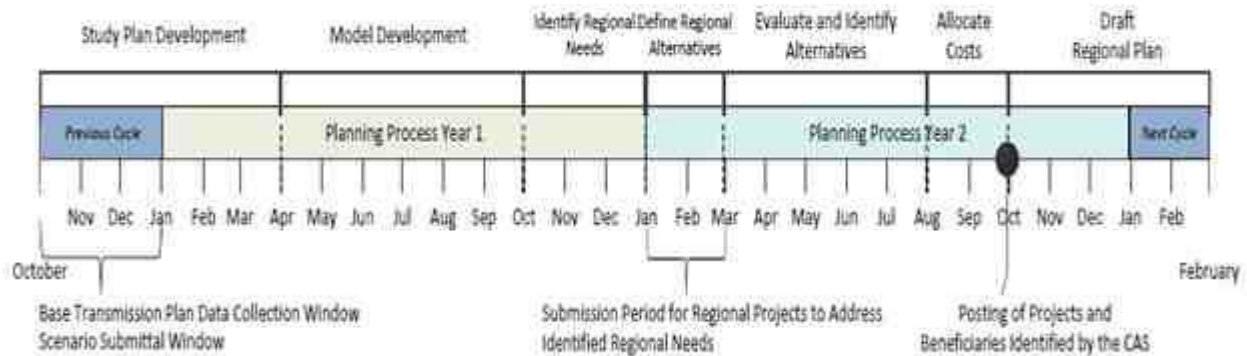 Study Plan Development
Model Development
Identify Regional
Needs
Define Regional
Alternatives
Evaluate and Identify
Alternatives
Allocate
Costs
Draft
Regional Plan
Previous Cycle
Planning Process Year 1
Planning Process Year 2
Next Cycle
Nov Dec Jan Feb Mar Apr May Jun Jul Aug Sep Oct Nov Dec Jan Feb Mar Apr May Jun Jul Aug Sep Oct Nov Dec Jan Feb
October
February
Base Transmission Plan Data Collection Window
Scenario Submittal Window
Submission Period for Regional Projects to Address
Identified Regional Needs
Posting of Projects and
Beneficiaries Identified by the CAS